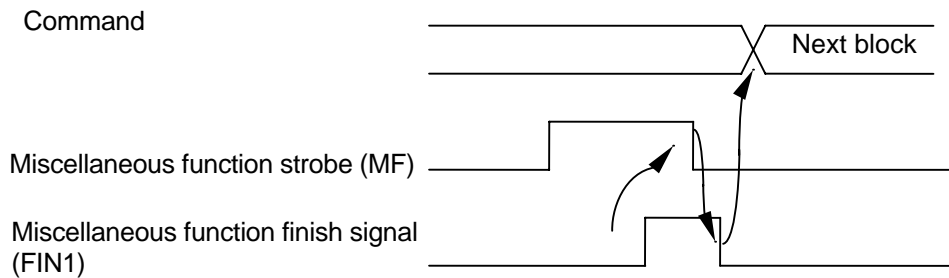 Command
Next block
Miscellaneous function strobe (MF)
Miscellaneous function finish signal
(FIN1)